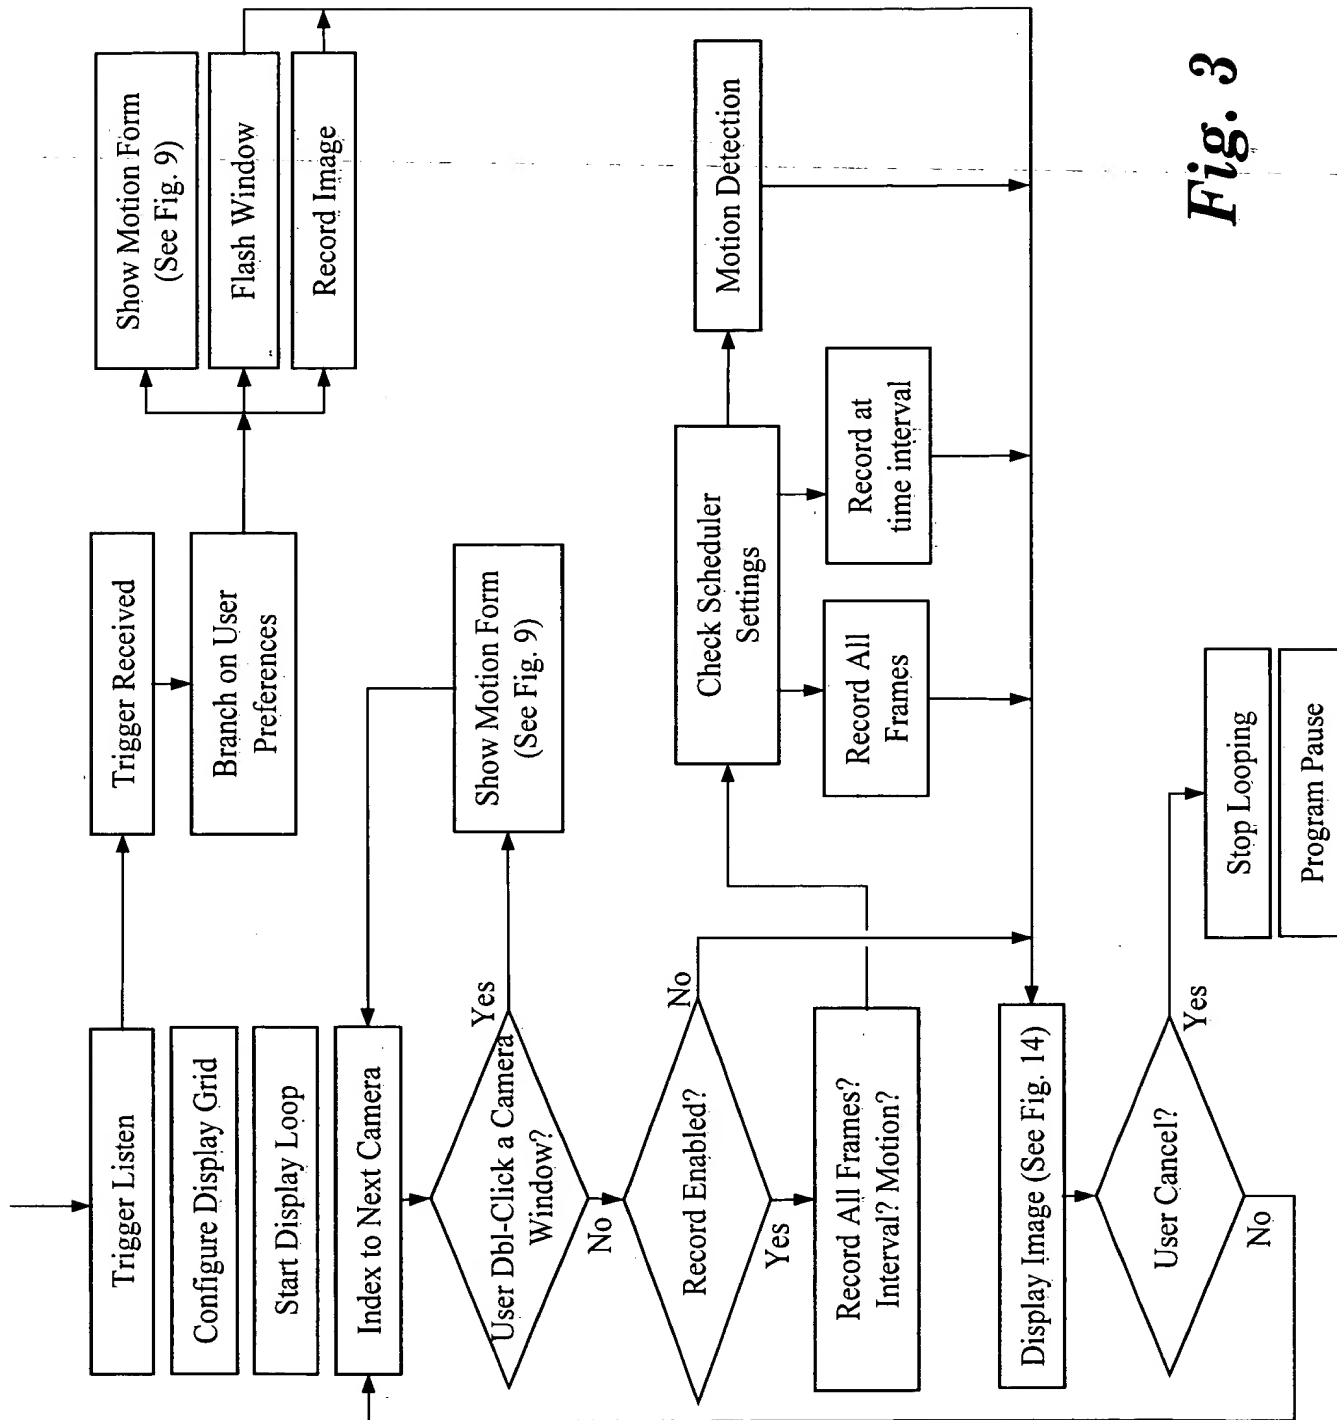 Trigger Listen
Configure Display Grid
Start Display Loop
Index to Next Camera
User Dbl-Click a Camera
Window?
Yes
No
Record Enabled?
No
Yes
Record All Frames?
Interval? Motion?
Display Image (See Fig. 14)
User Cancel?
Yes
No
Trigger Received
Branch on User
Preferences
Show Motion Form
(See Fig. 9)
Check Scheduler
Settings
Record All
Frames
Record at
time interval
Stop Looping
Program Pause
Show Motion Form
(See Fig. 9)
Flash Window
Record Image
Motion Detection
Fig. 3